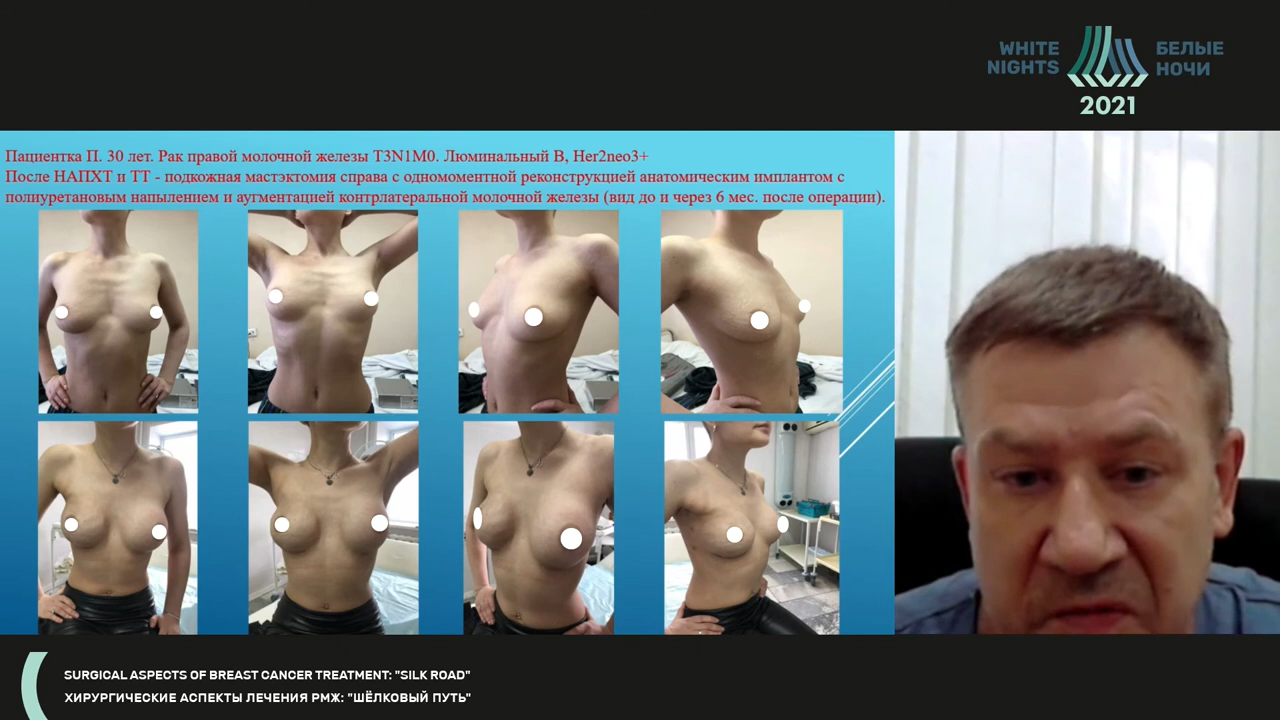 WHITE
NIGHTS
БЕЛЫЕ
НОЧИ
2021
Пациентка П. 30 лет. Рак правой молочной железы T3N1M0. Люминальный В, Her2neo3+
После НАПХТ и ТТ - подкожная мастэктомия справа с одномоментной реконструкцией анатомическим имплантом с
полиуретановым напылением и аугментацией контрлатеральной молочной железы (вид до и через 6 мес. после операции).
SURGICAL ASPECTS OF BREAST CANCER TREATMENT: "SILK ROAD"
ХИРУРГИЧЕСКИЕ АСПЕКТЫ ЛЕЧЕНИЯ РМЖ: "ШЁЛКОВЫЙ ПУТЬ"